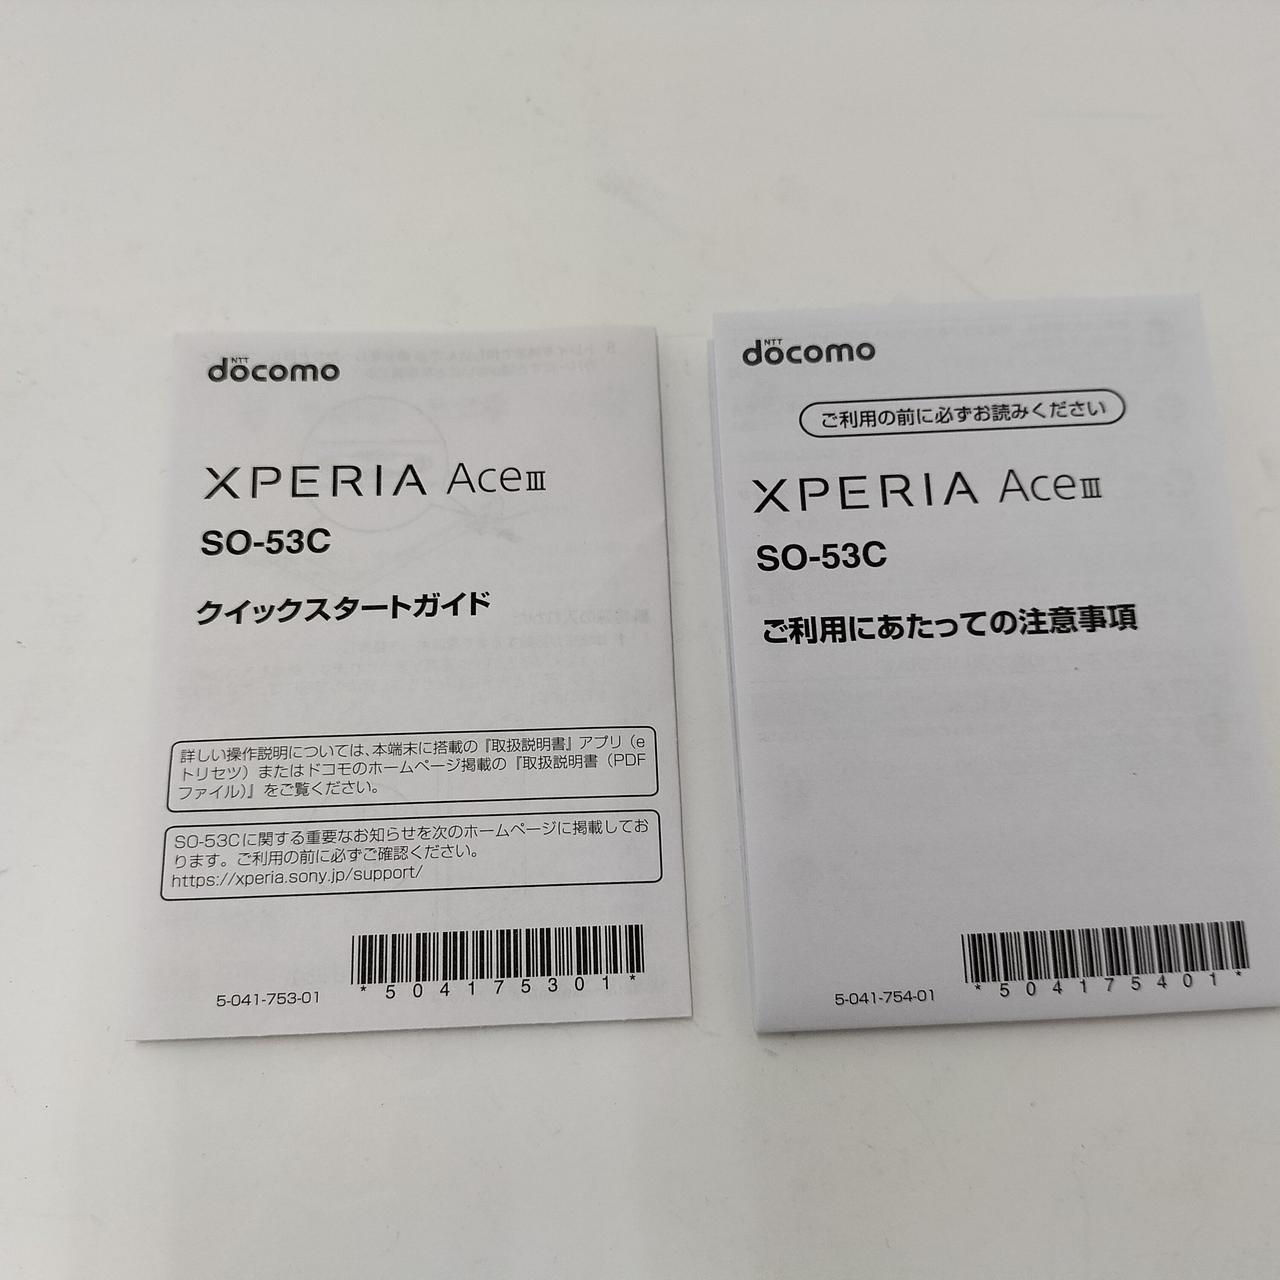 NTT
docomo
XPERIA Ace III
SO-53C
クイックスタートガイド
詳しい操作説明については、本端末に搭載の『取扱説明書』アプリ（e
トリセツ）またはドコモのホームページ掲載の『取扱説明書（PDF
ファイル）』をご覧ください。
SO-53Cに関する重要なお知らせを次のホームページに掲載してお
ります。ご利用の前に必ずご確認ください。
https://xperia.sony.jp/support/
5-041-753-01
*504175301*
NTT
docomo
ご利用の前に必ずお読みください
XPERIA Ace III
SO-53C
ご利用にあたっての注意事項
5-041-754-01
*504175401*